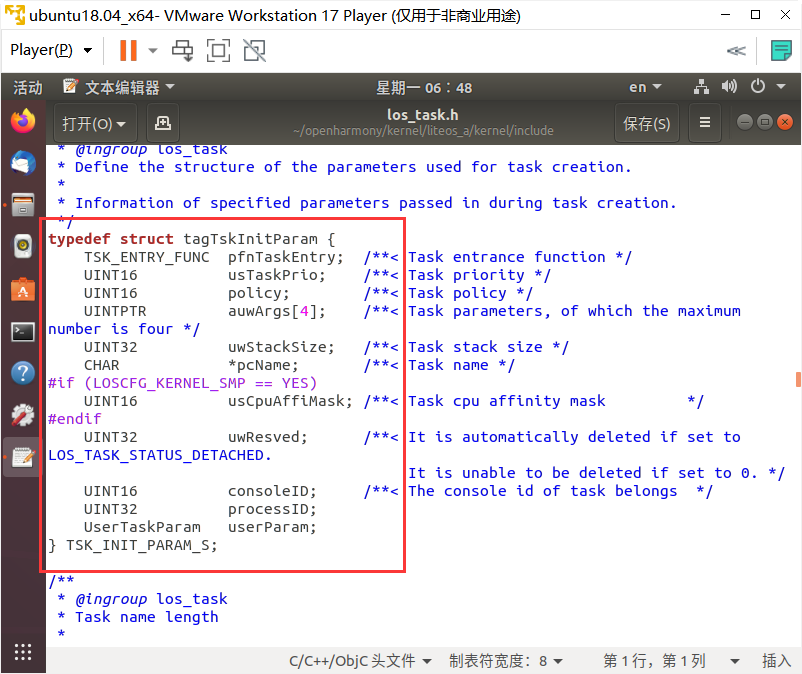 ubuntu18.04_x64- VMware Workstation 17 Player (仅用于非商业用途)
Player(P)
活动 文本编辑器 星期一 06：48 en
打开(O) los_task.h 保存(S)
~/openharmony/kernel/liteos_a/kernel/include
* @ingroup los_task
* Define the structure of the parameters used for task creation.
*
* Information of specified parameters passed in during task creation.
*/
typedef struct tagTskInitParam {
TSK_ENTRY_FUNC pfnTaskEntry; /**< Task entrance function */
UINT16 usTaskPrio; /**< Task priority */
UINT16 policy; /**< Task policy */
UINTPTR auwArgs[4]; /**< Task parameters, of which the maximum
number is four */
UINT32 uwStackSize; /**< Task stack size */
CHAR *pcName; /**< Task name */
#if (LOSCFG_KERNEL_SMP == YES)
UINT16 usCpuAffiMask; /**< Task cpu affinity mask */
#endif
UINT32 uwResved; /**< It is automatically deleted if set to
LOS_TASK_STATUS_DETACHED.
It is unable to be deleted if set to 0. */
UINT16 consoleID; /**< The console id of task belongs */
UINT32 processID;
UserTaskParam userParam;
} TSK_INIT_PARAM_S;
/**
* @ingroup los_task
* Task name length
*
C/C++/ObjC 头文件 制表符宽度：8 第 1 行，第 1 列 插入